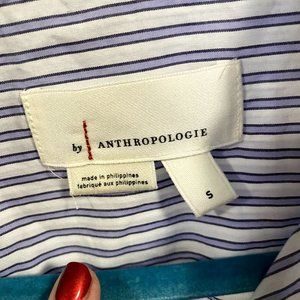 by ANTHROPOLOGIE
made in philippines
fabriqué aux philippines
S